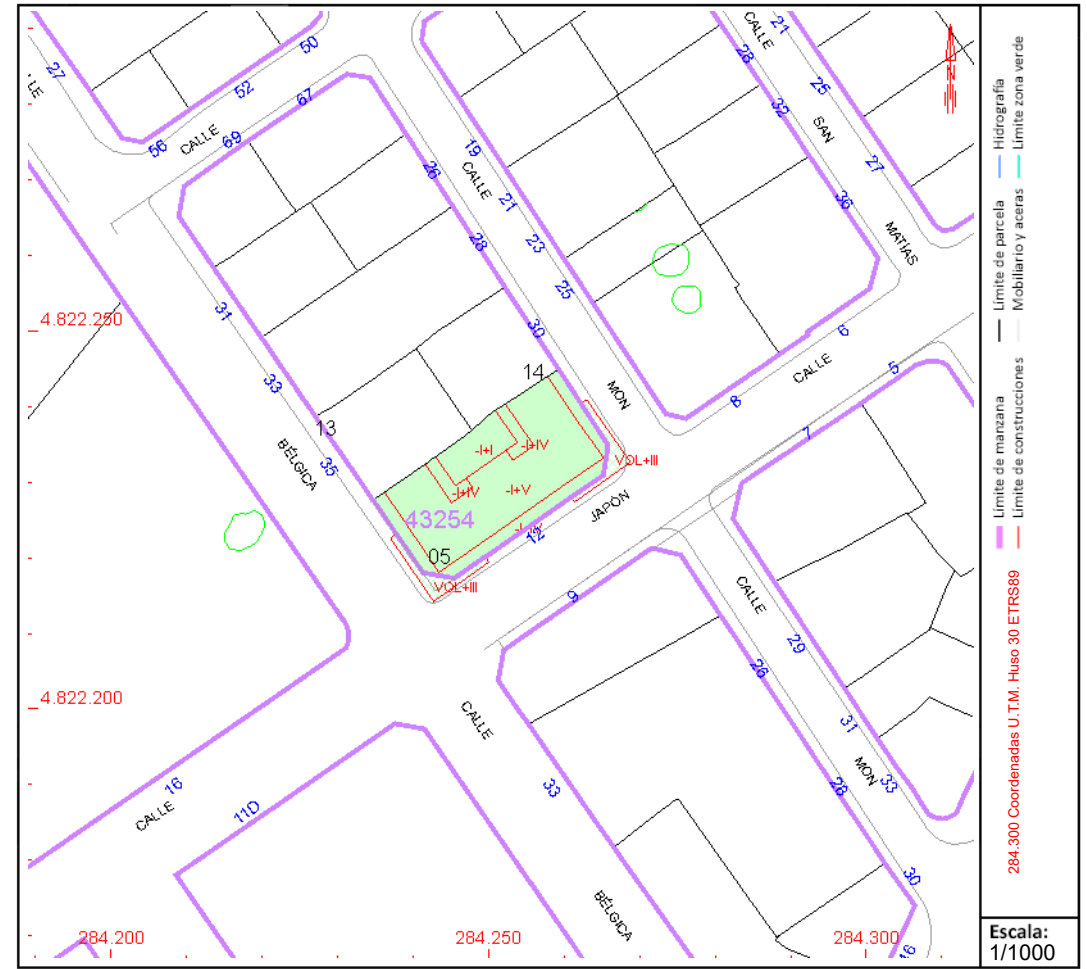 27
LLE
56
52
50
CALLE
69
67
CALLE
28
21
25
32
SAN
27
36
MATÍAS
19
CALLE
21
23
25
26
28
30
31
33
35
BÉLGICA
13
14
MON
6
CALLE
8
5
7
4.822.250
-I+I
-I+IV
-I+IV
-I+V
VOL+III
43254
05
12
JAPÓN
VOL+III
9
4.822.200
CALLE
29
26
31
MON
33
28
30
16
CALLE
11D
CALLE
33
BÉLGICA
46
284.200
284.250
284.300
N
Límite de manzana
Límite de parcela
Hidrografía
Límite de construcciones
Mobiliario y aceras
Límite zona verde
284.300 Coordenadas U.T.M. Huso 30 ETRS89
Escala:
1/1000